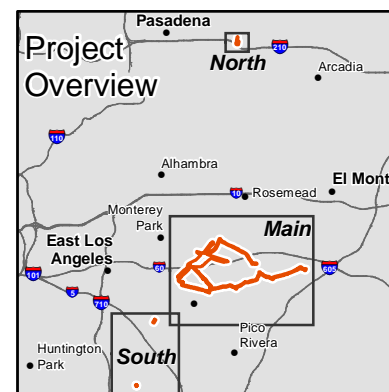 Pasadena
Project
Overview
North
210
Arcadia
110
Alhambra
10
Rosemead
El Mont
Monterey
Park
Main
East Los
Angeles
60
605
101
5
710
Pico
Rivera
Huntington
Park
South